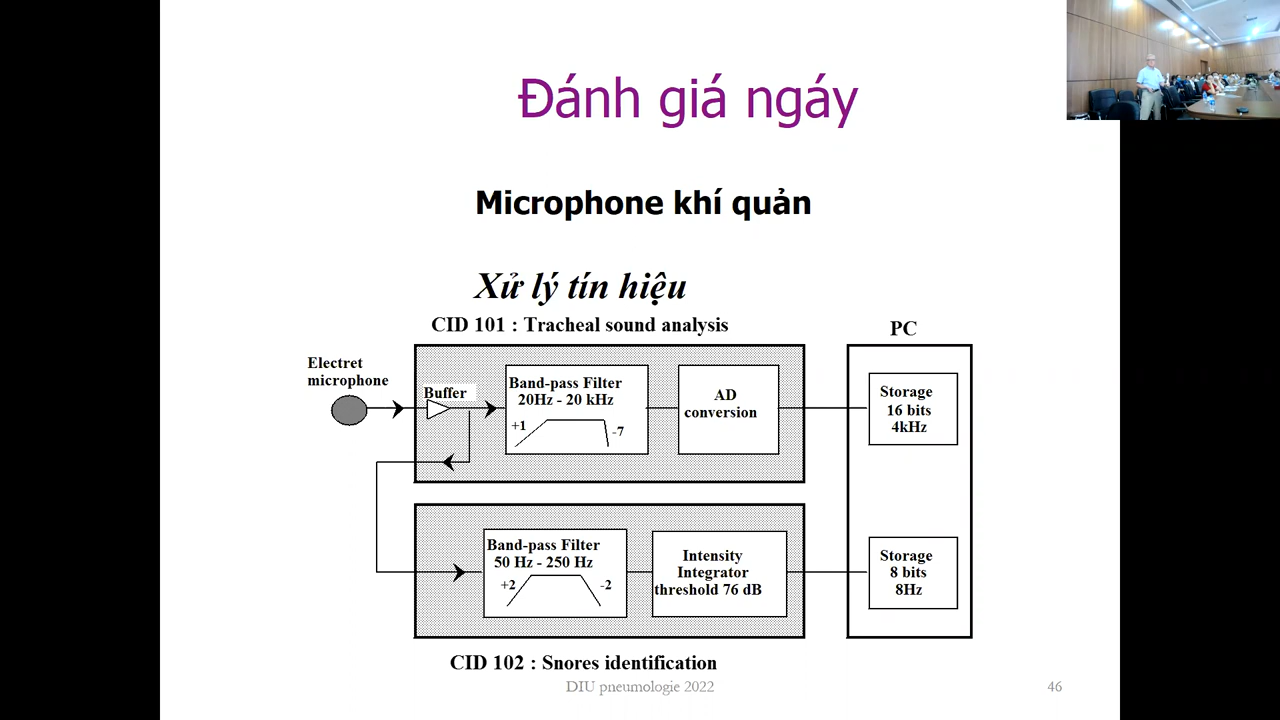 Đánh giá ngáy
Microphone khí quản
Xử lý tín hiệu
CID 101 : Tracheal sound analysis
PC
Electret
microphone
Buffer
Band-pass Filter
20Hz - 20 kHz
+1
-7
AD
conversion
Storage
16 bits
4kHz
Band-pass Filter
50 Hz - 250 Hz
+2
-2
Intensity
Integrator
threshold 76 dB
Storage
8 bits
8Hz
CID 102 : Snores identification
DIU pneumologie 2022
46